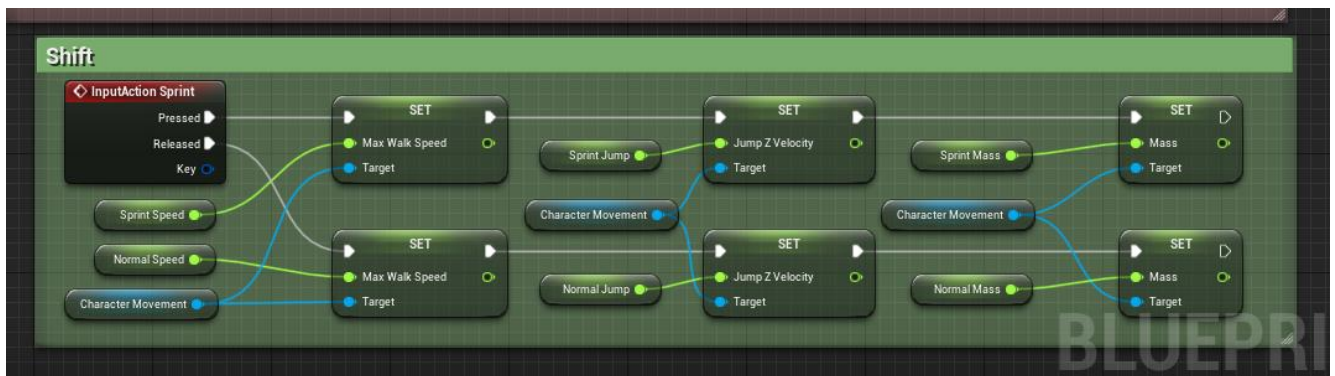 Shift
InputAction Sprint
Pressed
Released
Key
Sprint Speed
Normal Speed
Character Movement
SET
Max Walk Speed
Target
SET
Max Walk Speed
Target
Sprint Jump
Character Movement
Normal Jump
SET
Jump Z Velocity
Target
SET
Jump Z Velocity
Target
Sprint Mass
Character Movement
Normal Mass
SET
Mass
Target
SET
Mass
Target
BLUEPRI